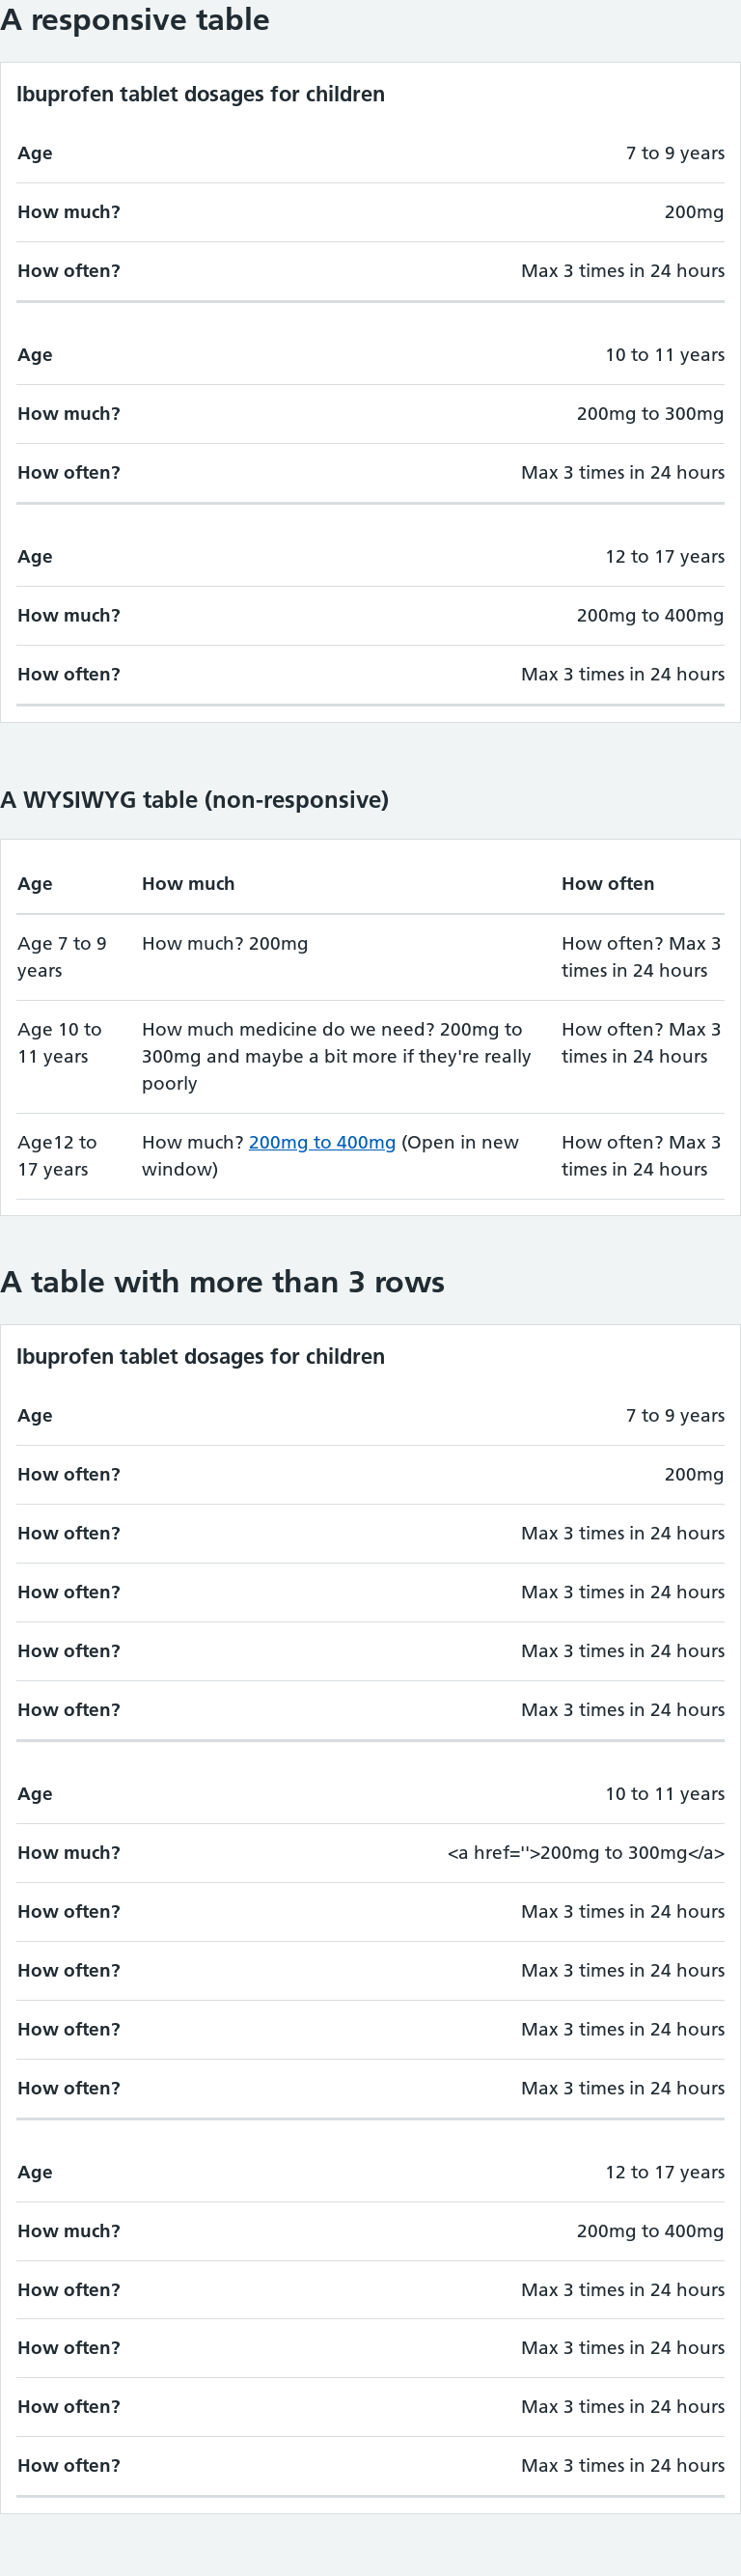 A responsive table
Ibuprofen tablet dosages for children
Age 7 to 9 years
How much? 200mg
How often? Max 3 times in 24 hours
Age 10 to 11 years
How much? 200mg to 300mg
How often? Max 3 times in 24 hours
Age 12 to 17 years
How much? 200mg to 400mg
How often? Max 3 times in 24 hours
A WYSIWYG table (non-responsive)
Age How much How often
Age 7 to 9 How much? 200mg How often? Max 3
years times in 24 hours
Age 10 to How much medicine do we need? 200mg to How often? Max 3
11 years 300mg and maybe a bit more if they're really times in 24 hours
poorly
Age12 to How much? 200mg to 400mg (Open in new How often? Max 3
17 years window) times in 24 hours
A table with more than 3 rows
Ibuprofen tablet dosages for children
Age 7 to 9 years
How often? 200mg
How often? Max 3 times in 24 hours
How often? Max 3 times in 24 hours
How often? Max 3 times in 24 hours
How often? Max 3 times in 24 hours
Age 10 to 11 years
How much? <a href=''>200mg to 300mg</a>
How often? Max 3 times in 24 hours
How often? Max 3 times in 24 hours
How often? Max 3 times in 24 hours
How often? Max 3 times in 24 hours
Age 12 to 17 years
How much? 200mg to 400mg
How often? Max 3 times in 24 hours
How often? Max 3 times in 24 hours
How often? Max 3 times in 24 hours
How often? Max 3 times in 24 hours